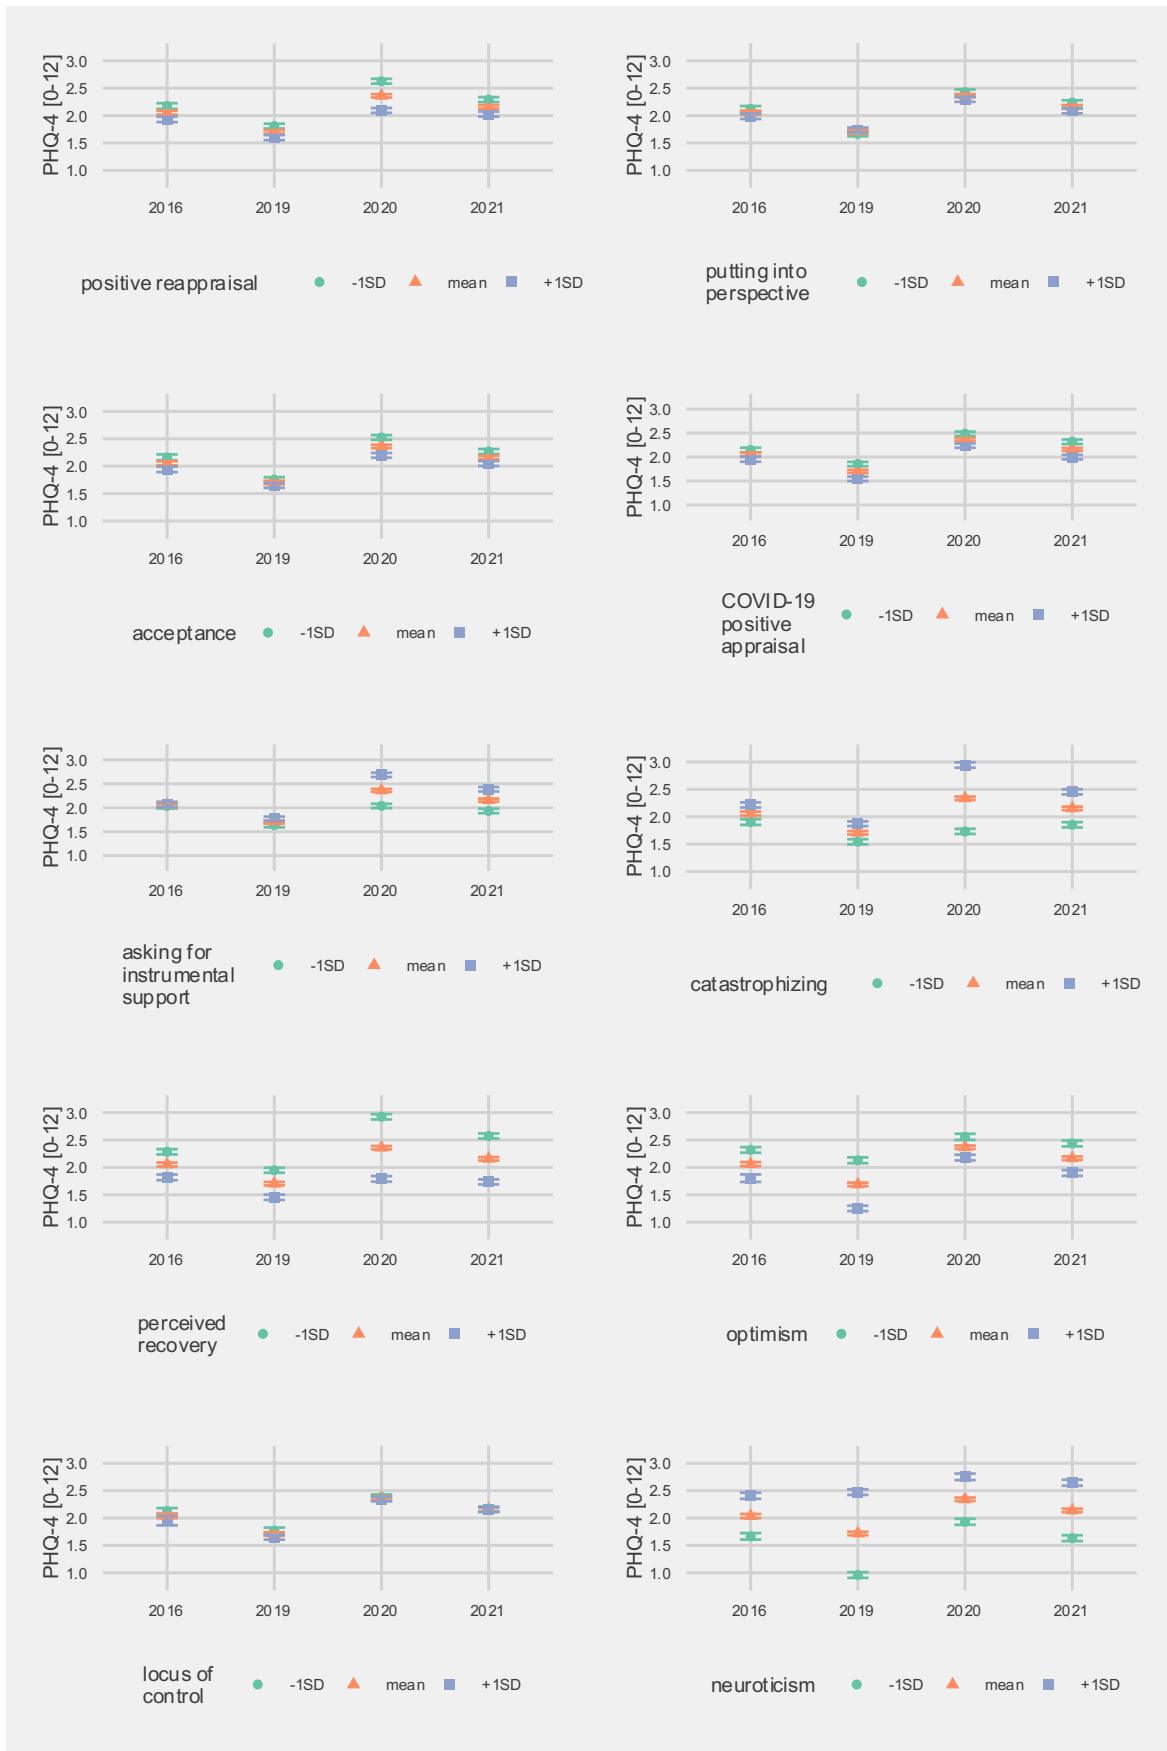 PHQ-4 [0-12]
3.0
2.5
2.0
1.5
1.0
2016 2019 2020 2021
positive reappraisal -1SD mean +1SD
PHQ-4 [0-12]
3.0
2.5
2.0
1.5
1.0
2016 2019 2020 2021
putting into
perspective
-1SD mean +1SD
PHQ-4 [0-12]
3.0
2.5
2.0
1.5
1.0
2016 2019 2020 2021
acceptance -1SD mean +1SD
PHQ-4 [0-12]
3.0
2.5
2.0
1.5
1.0
2016 2019 2020 2021
COVID-19
positive
appraisal
-1SD mean +1SD
PHQ-4 [0-12]
3.0
2.5
2.0
1.5
1.0
2016 2019 2020 2021
asking for
instrumental
support
-1SD mean +1SD
PHQ-4 [0-12]
3.0
2.5
2.0
1.5
1.0
2016 2019 2020 2021
catastrophizing -1SD mean +1SD
PHQ-4 [0-12]
3.0
2.5
2.0
1.5
1.0
2016 2019 2020 2021
perceived
recovery
-1SD mean +1SD
PHQ-4 [0-12]
3.0
2.5
2.0
1.5
1.0
2016 2019 2020 2021
optimism -1SD mean +1SD
PHQ-4 [0-12]
3.0
2.5
2.0
1.5
1.0
2016 2019 2020 2021
locus of
control
-1SD mean +1SD
PHQ-4 [0-12]
3.0
2.5
2.0
1.5
1.0
2016 2019 2020 2021
neuroticism -1SD mean +1SD